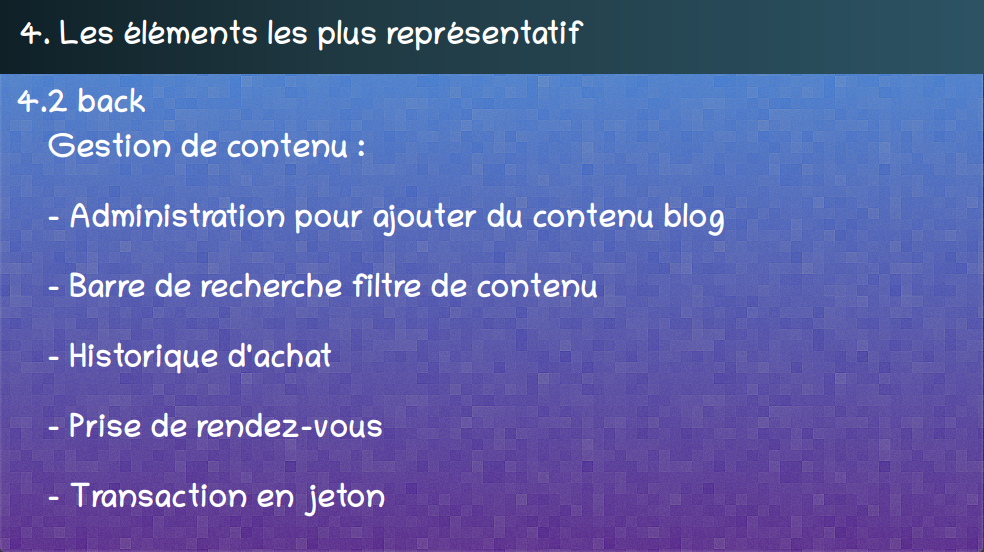 4. Les éléments les plus représentatif
4.2 back
Gestion de contenu :
- Administration pour ajouter du contenu blog
- Barre de recherche filtre de contenu
- Historique d'achat
- Prise de rendez-vous
- Transaction en jeton